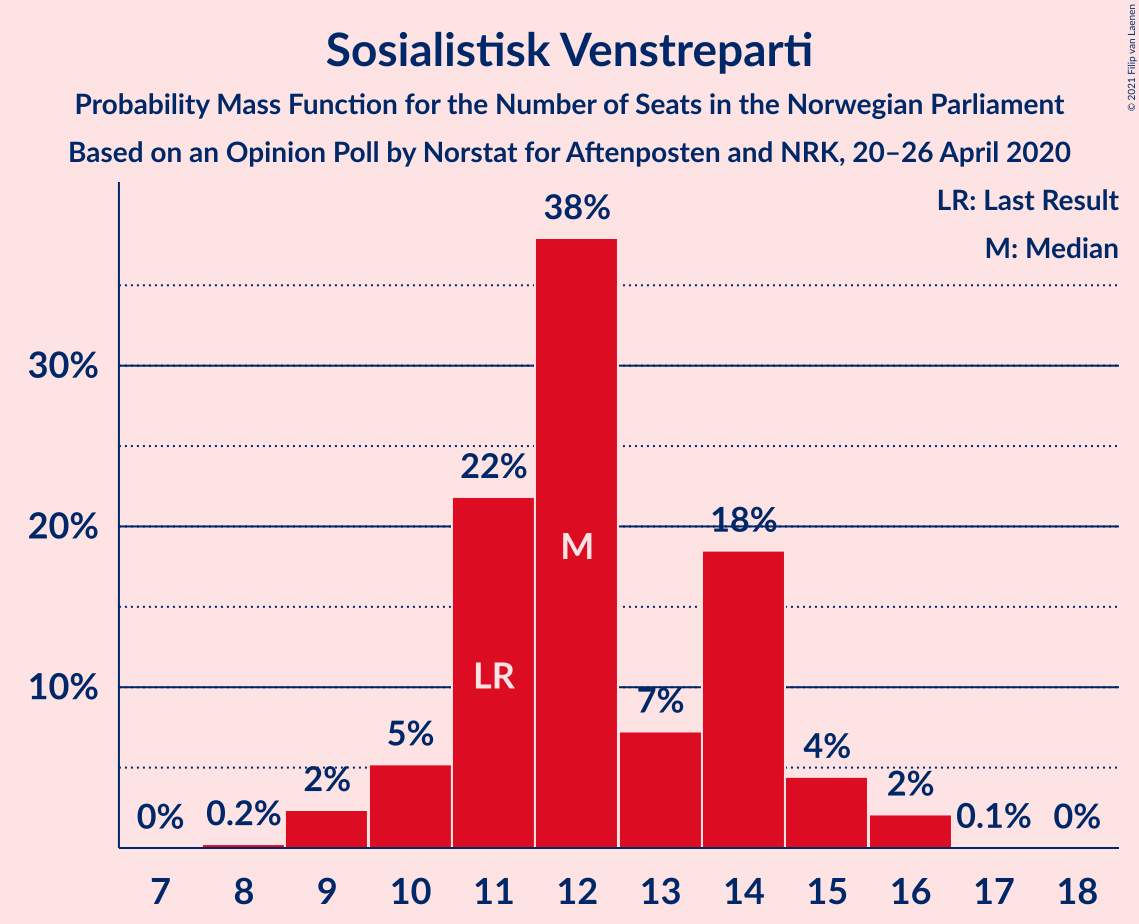 Sosialistisk Venstreparti
Probability Mass Function for the Number of Seats in the Norwegian Parliament
Based on an Opinion Poll by Norstat for Aftenposten and NRK, 20–26 April 2020
© 2021 Filip van Laenen
LR: Last Result
M: Median
38%
30%
22%
20%
18%
M
LR
10%
7%
5%
4%
2%
2%
0%
0.2%
0.1%
0%
7 8 9 10 11 12 13 14 15 16 17 18